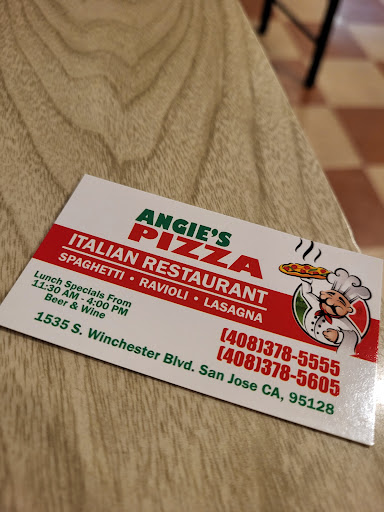 ANGIE'S
PIZZA
ITALIAN RESTAURANT
SPAGHETTI • RAVIOLI • LASAGNA
Lunch Specials From
11:30 AM - 4:00 PM
Beer & Wine
(408)378-5555
(408)378-5605
1535 S. Winchester Blvd. San Jose CA, 95128